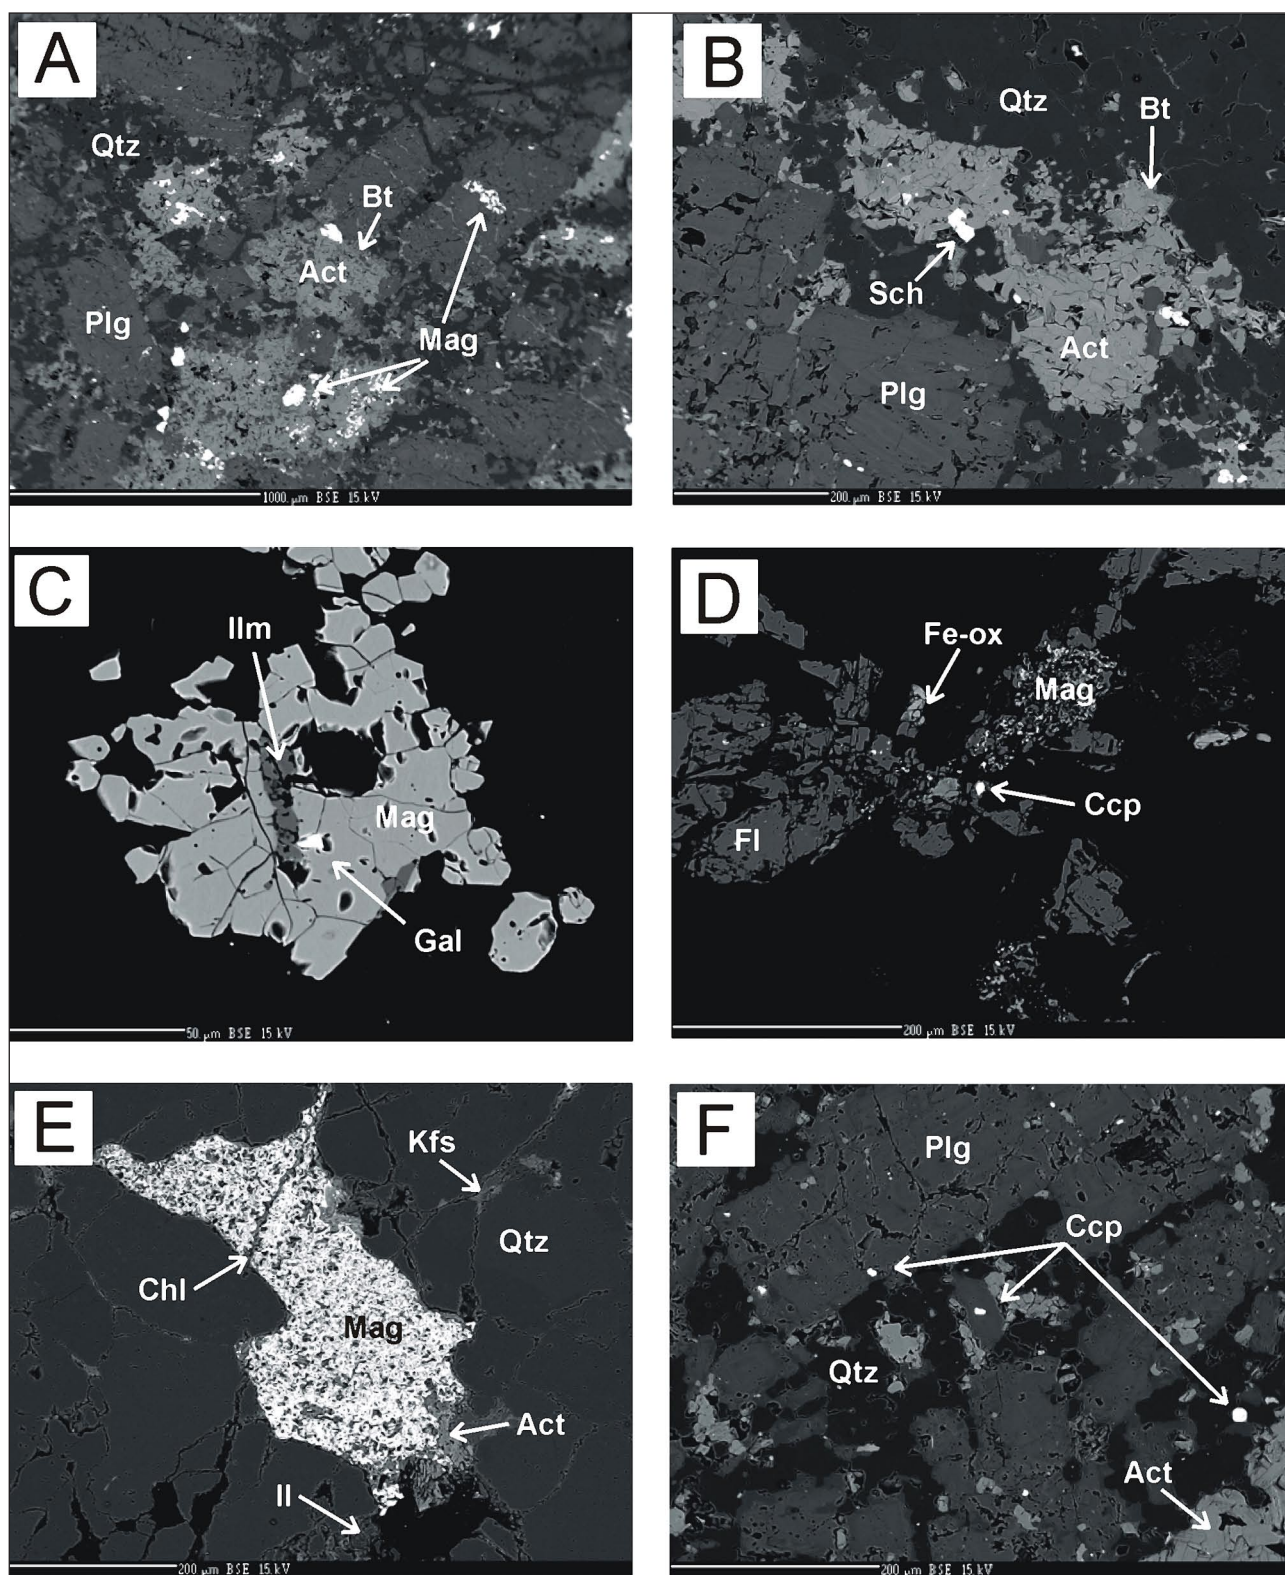 A
Qtz
Bt
Act
Plg
Mag
1000 µm BSE 15 kV
B
Qtz
Bt
Sch
Act
Plg
200 µm BSE 15 kV
C
Ilm
Mag
Gal
50 µm BSE 15 kV
D
Fe-ox
Mag
Ccp
Fl
200 µm BSE 15 kV
E
Kfs
Qtz
Chl
Mag
Act
Il
200 µm BSE 15 kV
F
Plg
Ccp
Qtz
Act
200 µm BSE 15 kV